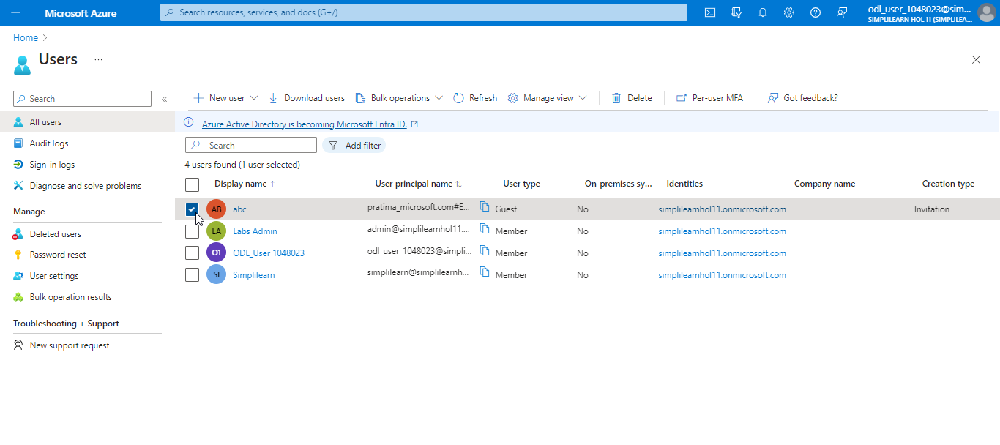 Microsoft Azure
Search resources, services, and docs (G+/)
odl_user_1048023@sim...
SIMPLILEARN HOL 11 (SIMPLILEA...
Home
Users
...
Search
«
New user
Download users
Bulk operations
Refresh
Manage view
Delete
Per-user MFA
Got feedback?
All users
Audit logs
Sign-in logs
Diagnose and solve problems
Manage
Deleted users
Password reset
User settings
Bulk operation results
Troubleshooting + Support
New support request
Azure Active Directory is becoming Microsoft Entra ID.
Search
Add filter
4 users found (1 user selected)
Display name ↑ User principal name ↑↓ User type On-premises sy... Identities Company name Creation type
AB abc pratima_microsoft.com#E... Guest No simplilearnhol11.onmicrosoft.com Invitation
LA Labs Admin admin@simplilearnhol11.... Member No simplilearnhol11.onmicrosoft.com
O1 ODL_User 1048023 odl_user_1048023@simpli... Member No simplilearnhol11.onmicrosoft.com
SI Simplilearn simplilearn@simplilearnh... Member No simplilearnhol11.onmicrosoft.com